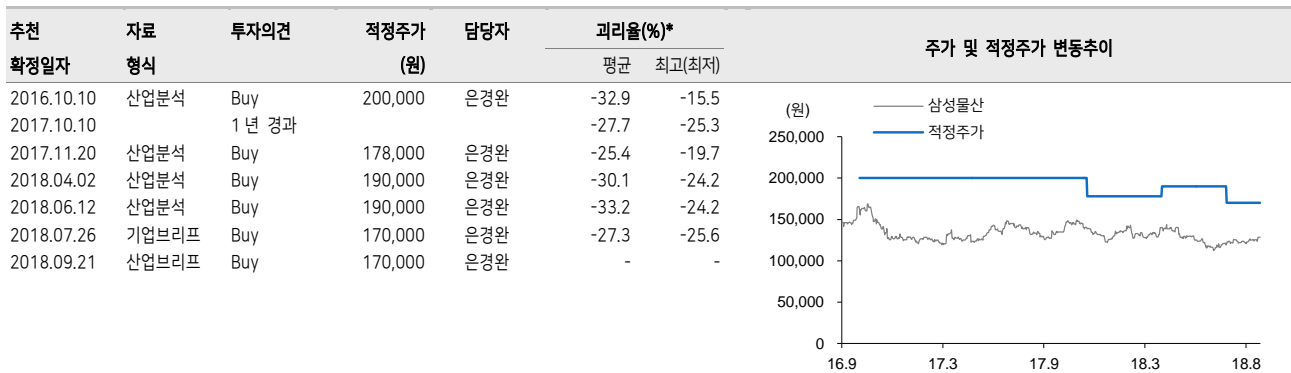 추천 자료 투자의견 적정주가 담당자 괴리율(%)* 주가 및 적정주가 변동추이
확정일자 형식 (원) 평균 최고(최저)
2016.10.10 산업분석 Buy 200,000 은경완 -32.9 -15.5
2017.10.10 1년 경과 -27.7 -25.3
2017.11.20 산업분석 Buy 178,000 은경완 -25.4 -19.7
2018.04.02 산업분석 Buy 190,000 은경완 -30.1 -24.2
2018.06.12 산업분석 Buy 190,000 은경완 -33.2 -24.2
2018.07.26 기업브리프 Buy 170,000 은경완 -27.3 -25.6
2018.09.21 산업브리프 Buy 170,000 은경완 - -
(원)
삼성물산
적정주가
250,000
200,000
150,000
100,000
50,000
0
16.9 17.3 17.9 18.3 18.8